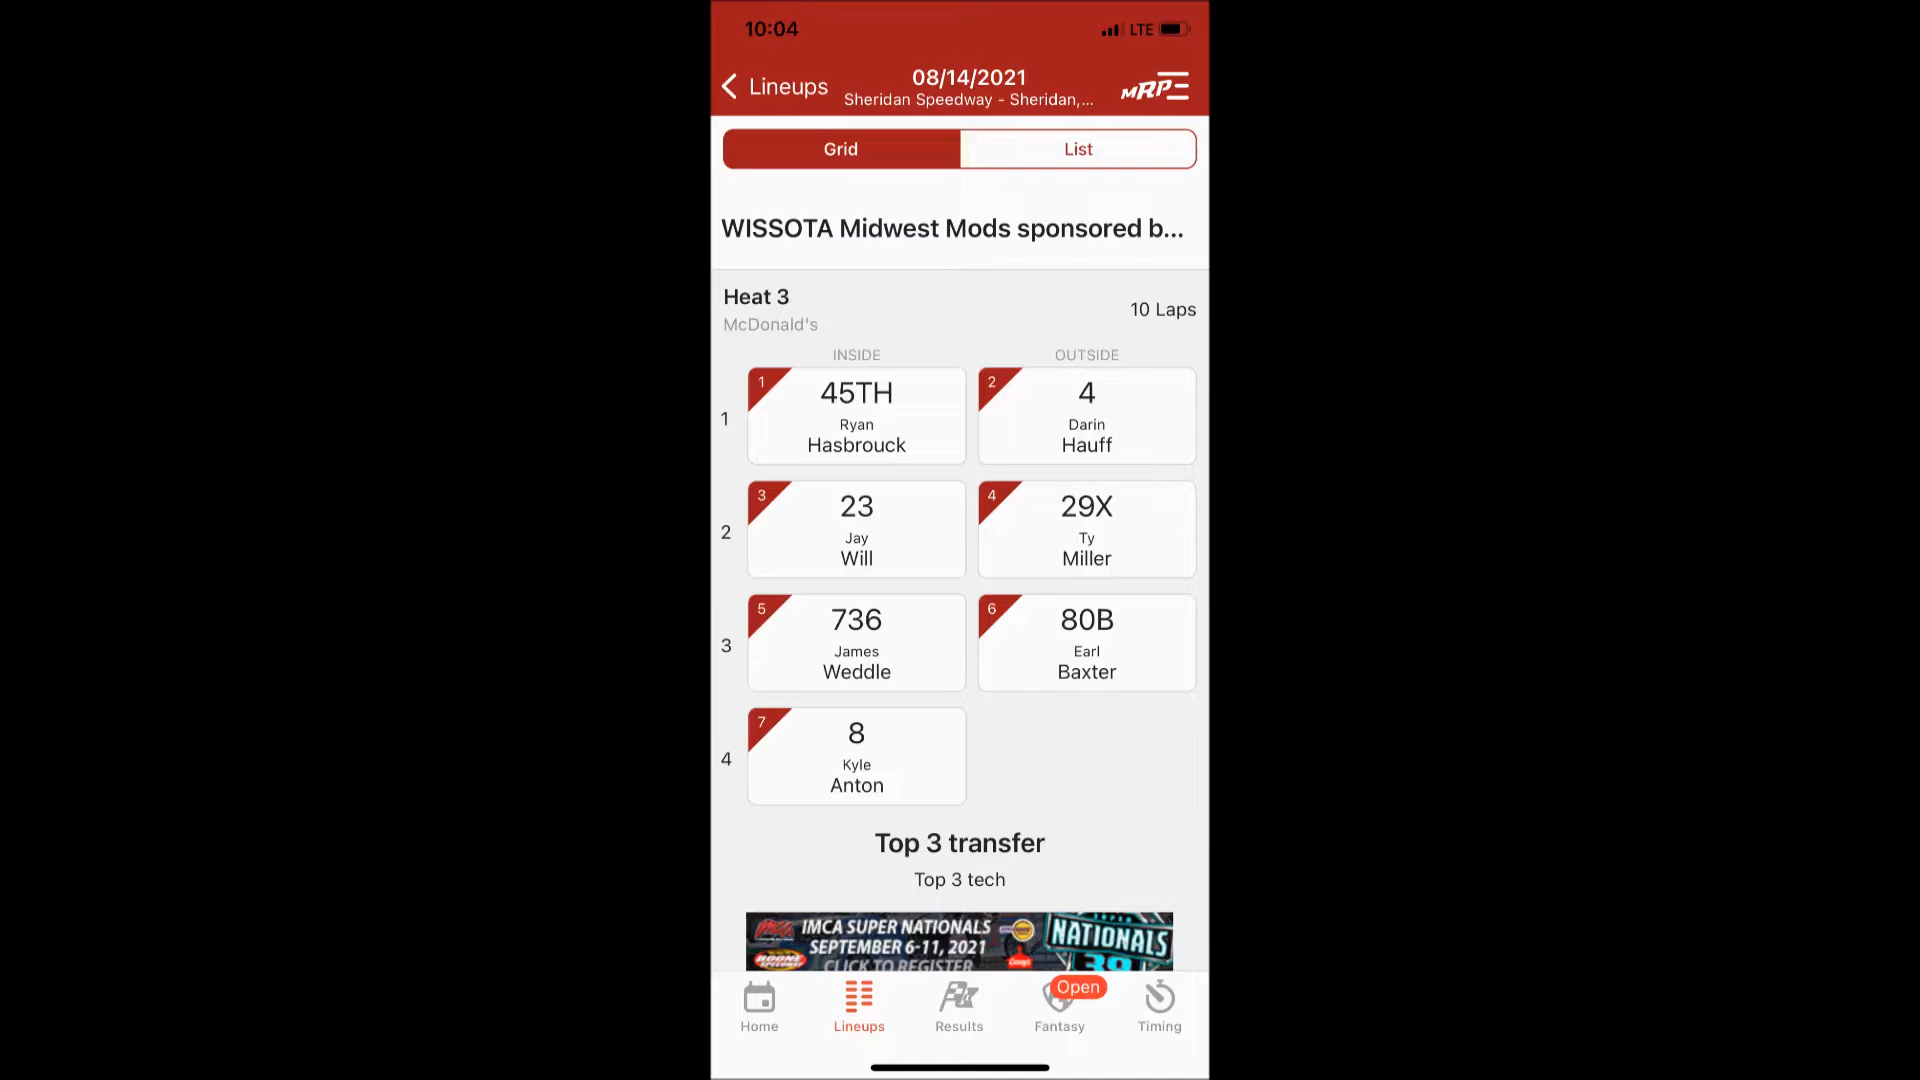 10:04
LTE
Lineups
08/14/2021
Sheridan Speedway - Sheridan,...
MRP
Grid
List
WISSOTA Midwest Mods sponsored b...
Heat 3
10 Laps
McDonald's
INSIDE
OUTSIDE
1
1
45TH
Ryan
Hasbrouck
2
4
Darin
Hauff
2
3
23
Jay
Will
4
29X
Ty
Miller
3
5
736
James
Weddle
6
80B
Earl
Baxter
4
7
8
Kyle
Anton
Top 3 transfer
Top 3 tech
IMCA SUPER NATIONALS
SEPTEMBER 6-11, 2021
CLICK TO REGISTER
BOONE
SUPER
NATIONALS
39
Home
Lineups
Results
Open
Fantasy
Timing